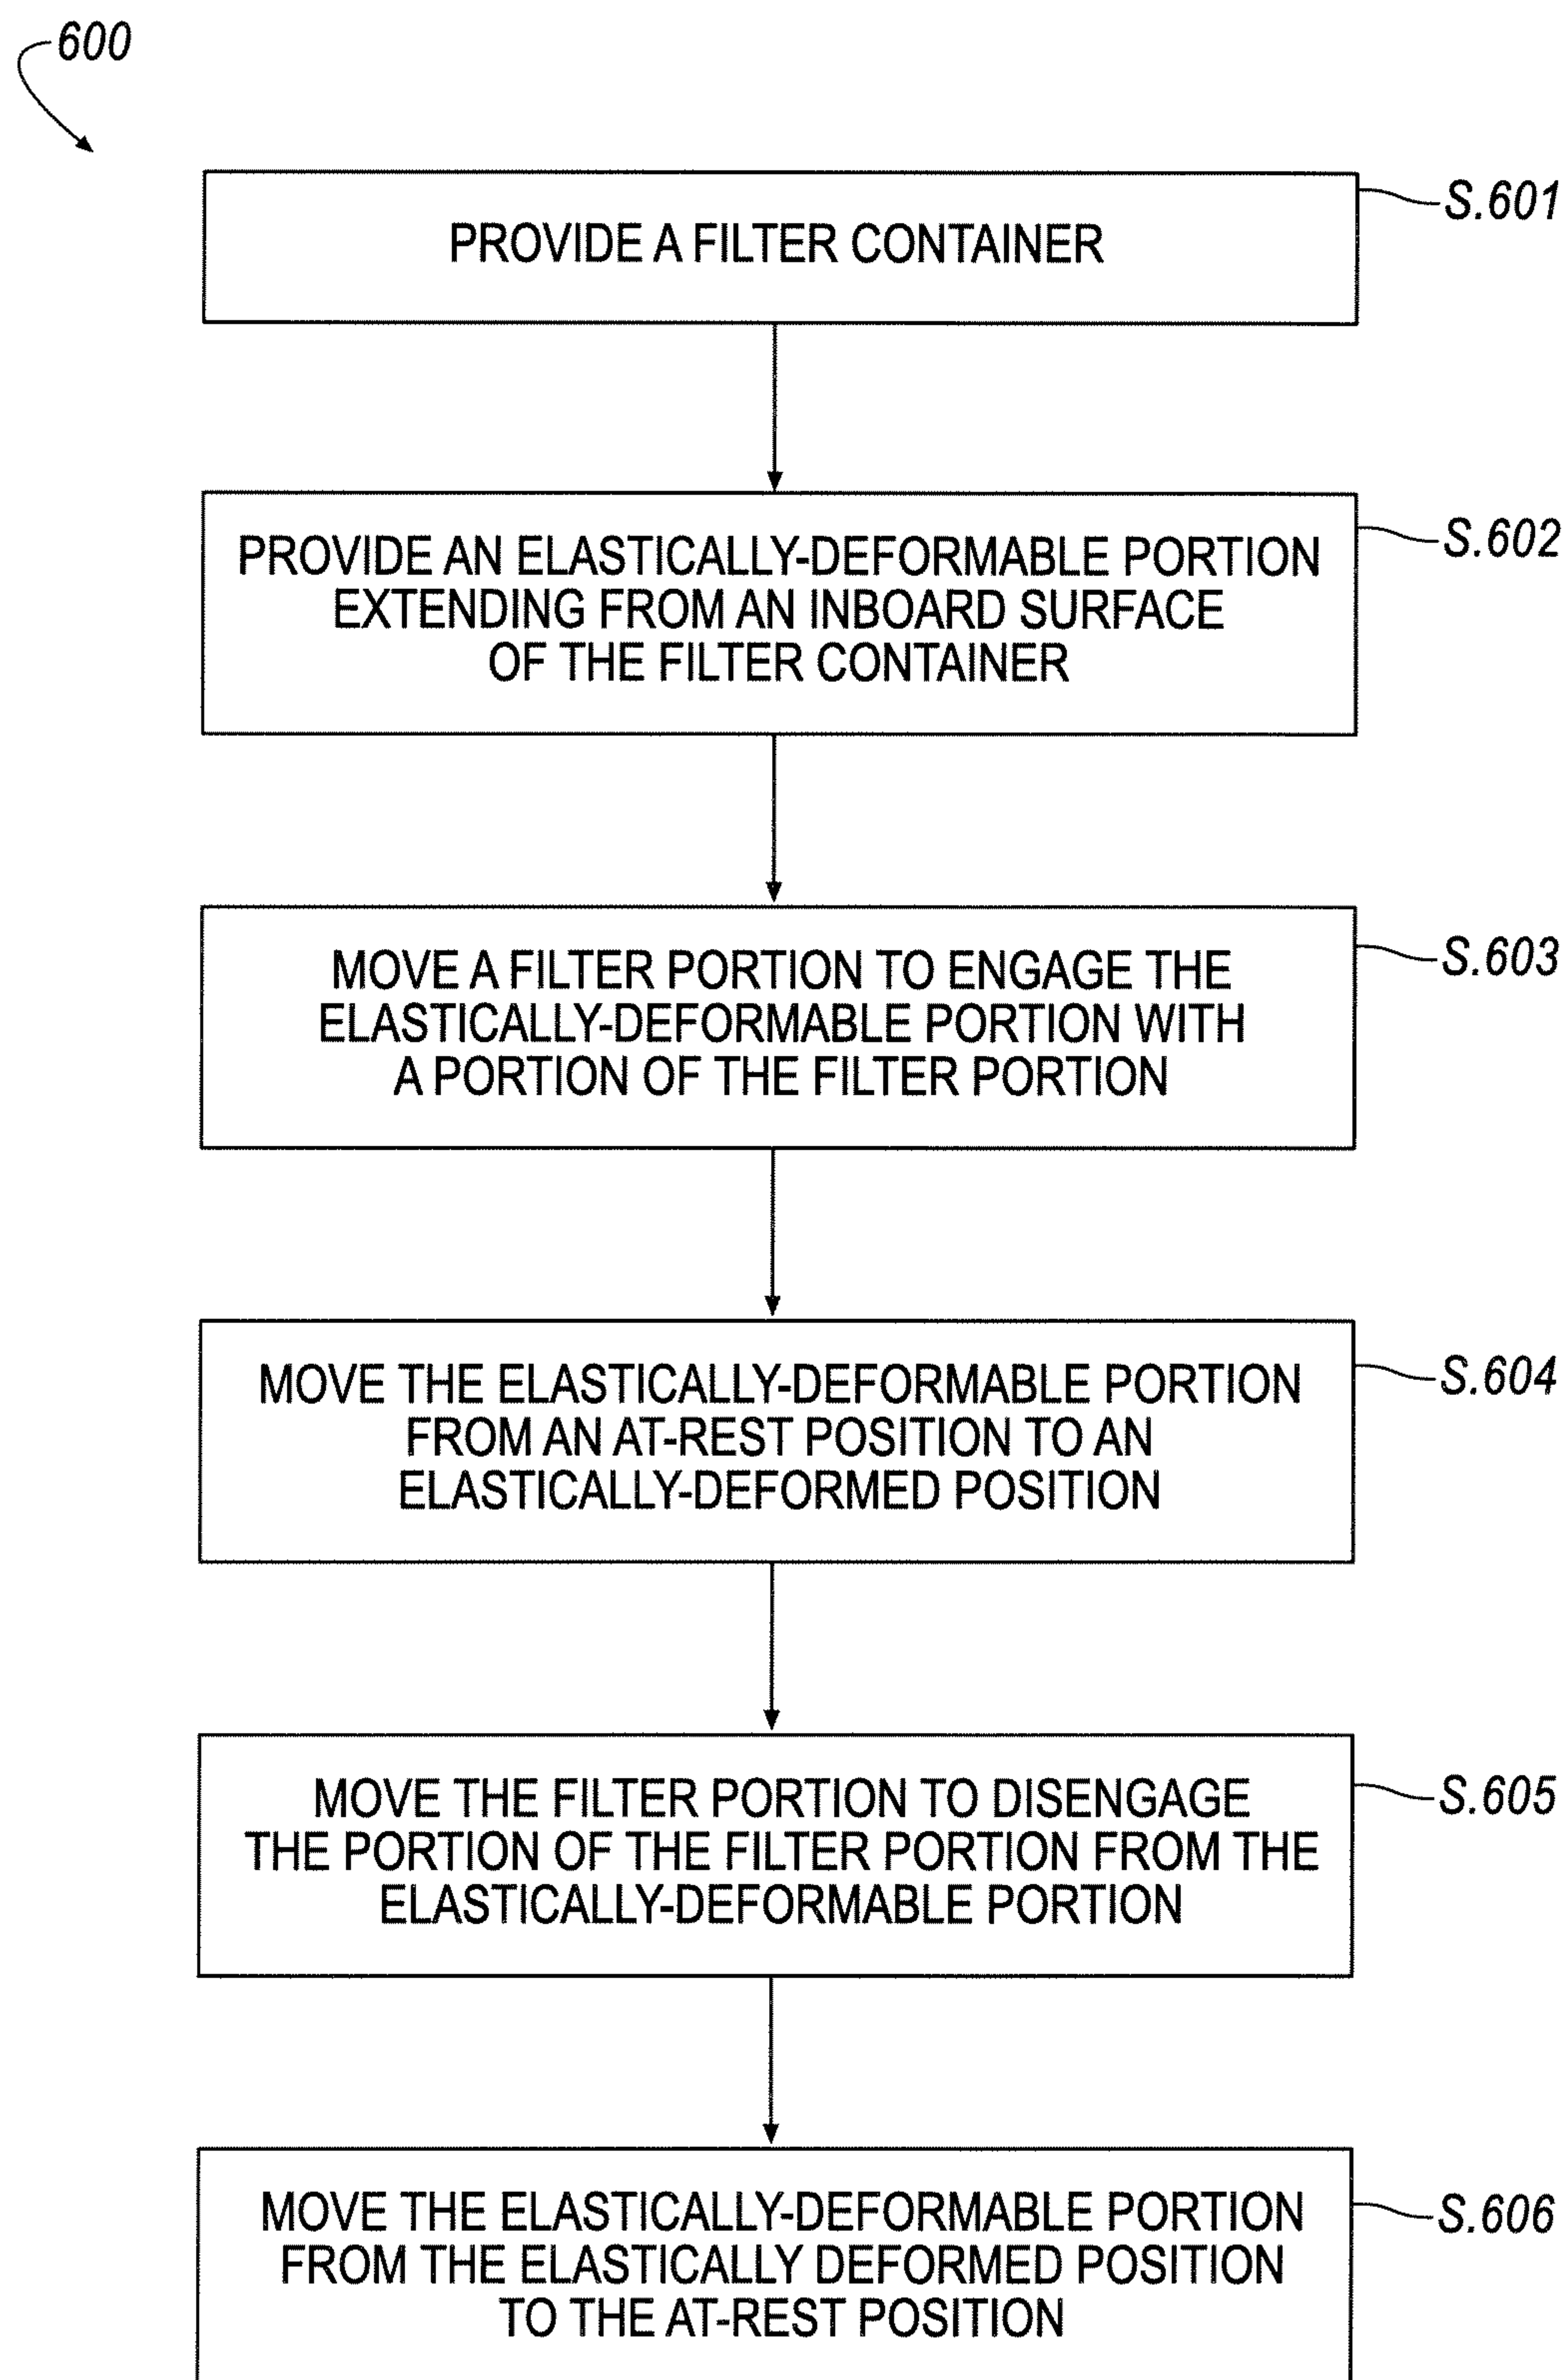 600
PROVIDE A FILTER CONTAINER
S.601
PROVIDE AN ELASTICALLY-DEFORMABLE PORTION
EXTENDING FROM AN INBOARD SURFACE
OF THE FILTER CONTAINER
S.602
MOVE A FILTER PORTION TO ENGAGE THE
ELASTICALLY-DEFORMABLE PORTION WITH
A PORTION OF THE FILTER PORTION
S.603
MOVE THE ELASTICALLY-DEFORMABLE PORTION
FROM AN AT-REST POSITION TO AN
ELASTICALLY-DEFORMED POSITION
S.604
MOVE THE FILTER PORTION TO DISENGAGE
THE PORTION OF THE FILTER PORTION FROM THE
ELASTICALLY-DEFORMABLE PORTION
S.605
MOVE THE ELASTICALLY-DEFORMABLE PORTION
FROM THE ELASTICALLY DEFORMED POSITION
TO THE AT-REST POSITION
S.606